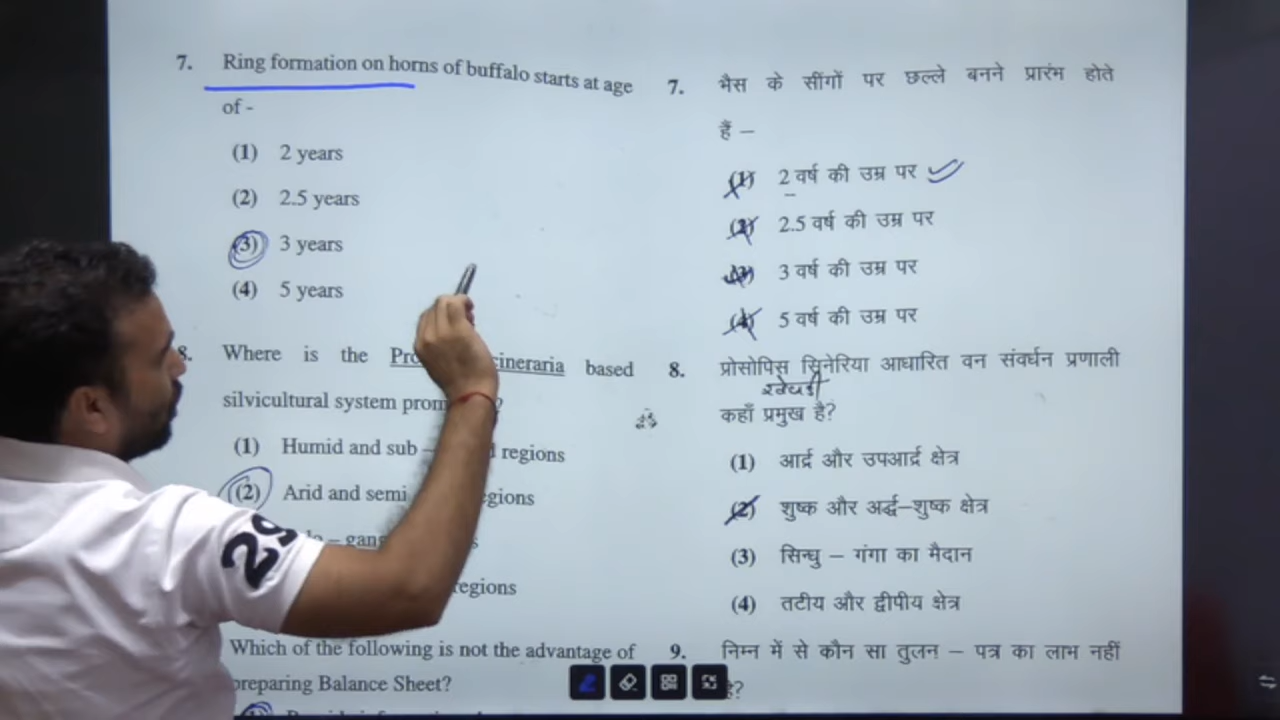 7. Ring formation on horns of buffalo starts at age
of -
(1) 2 years
(2) 2.5 years
(3) 3 years
(4) 5 years
8. Where is the cineraria based
silvicultural system
(1) Humid and sub – regions
(2) Arid and semi
regions
Which of the following is not the advantage of
preparing Balance Sheet?
7. भैस के सींगों पर छल्ले बनने प्रारंम होते
हैं –
(1) 2 वर्ष की उम्र पर
(2) 2.5 वर्ष की उम्र पर
(3) 3 वर्ष की उम्र पर
(4) 5 वर्ष की उम्र पर
8. प्रोसोपिस सिनेरिया आधारित वन संवर्धन प्रणाली
खेजड़ी
कहाँ प्रमुख है?
(1) आर्द्र और उपआर्द्र क्षेत्र
(2) शुष्क और अर्द्ध–शुष्क क्षेत्र
(3) सिन्धु – गंगा का मैदान
(4) तटीय और द्वीपीय क्षेत्र
9. निम्न में से कौन सा तुलन – पत्र का लाभ नहीं
है?
29